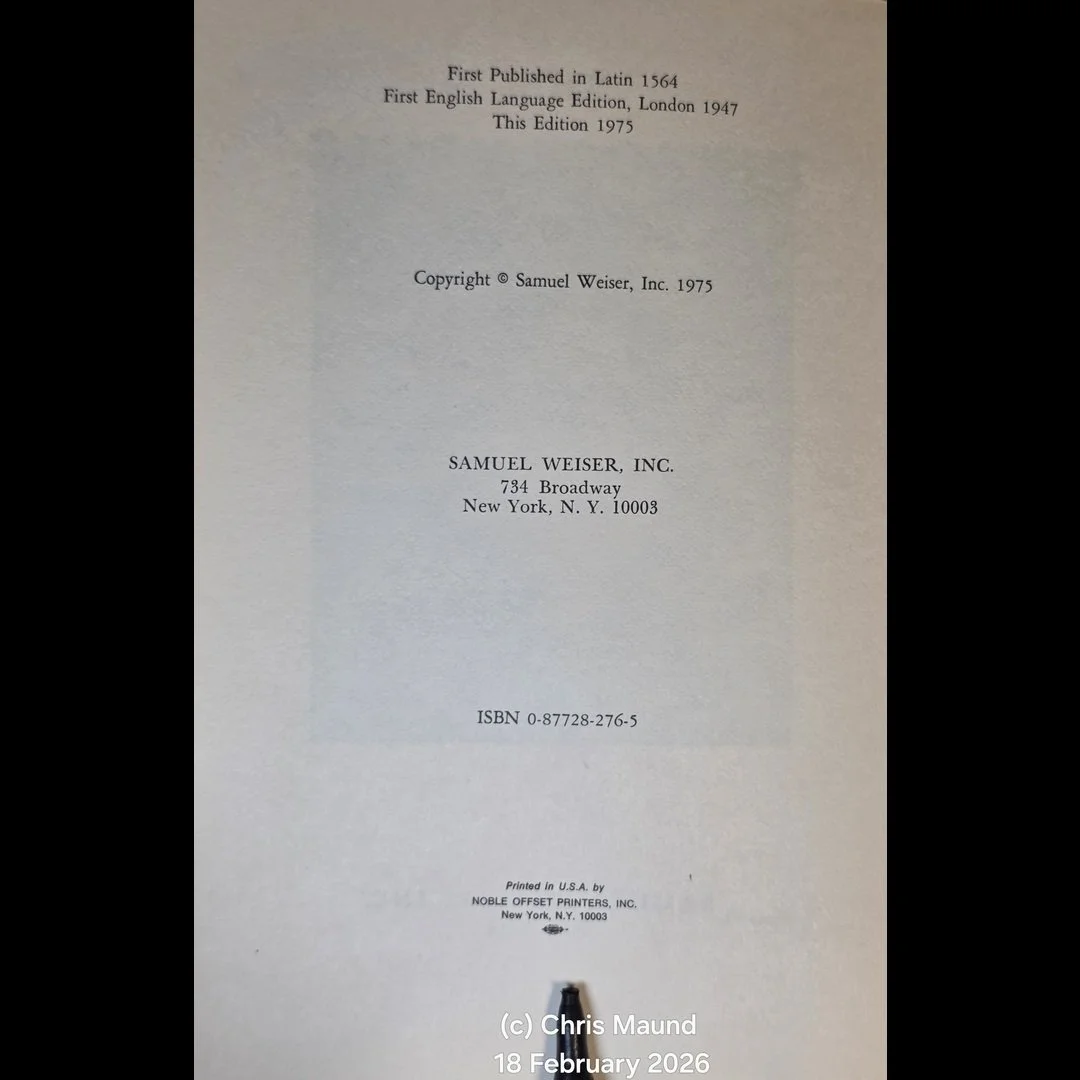 First Published in Latin 1564
First English Language Edition, London 1947
This Edition 1975
Copyright © Samuel Weiser, Inc. 1975
SAMUEL WEISER, INC.
734 Broadway
New York, N. Y. 10003
ISBN 0-87728-276-5
Printed in U.S.A. by
NOBLE OFFSET PRINTERS, INC.
New York, N.Y. 10003
(c) Chris Maund
18 February 2026